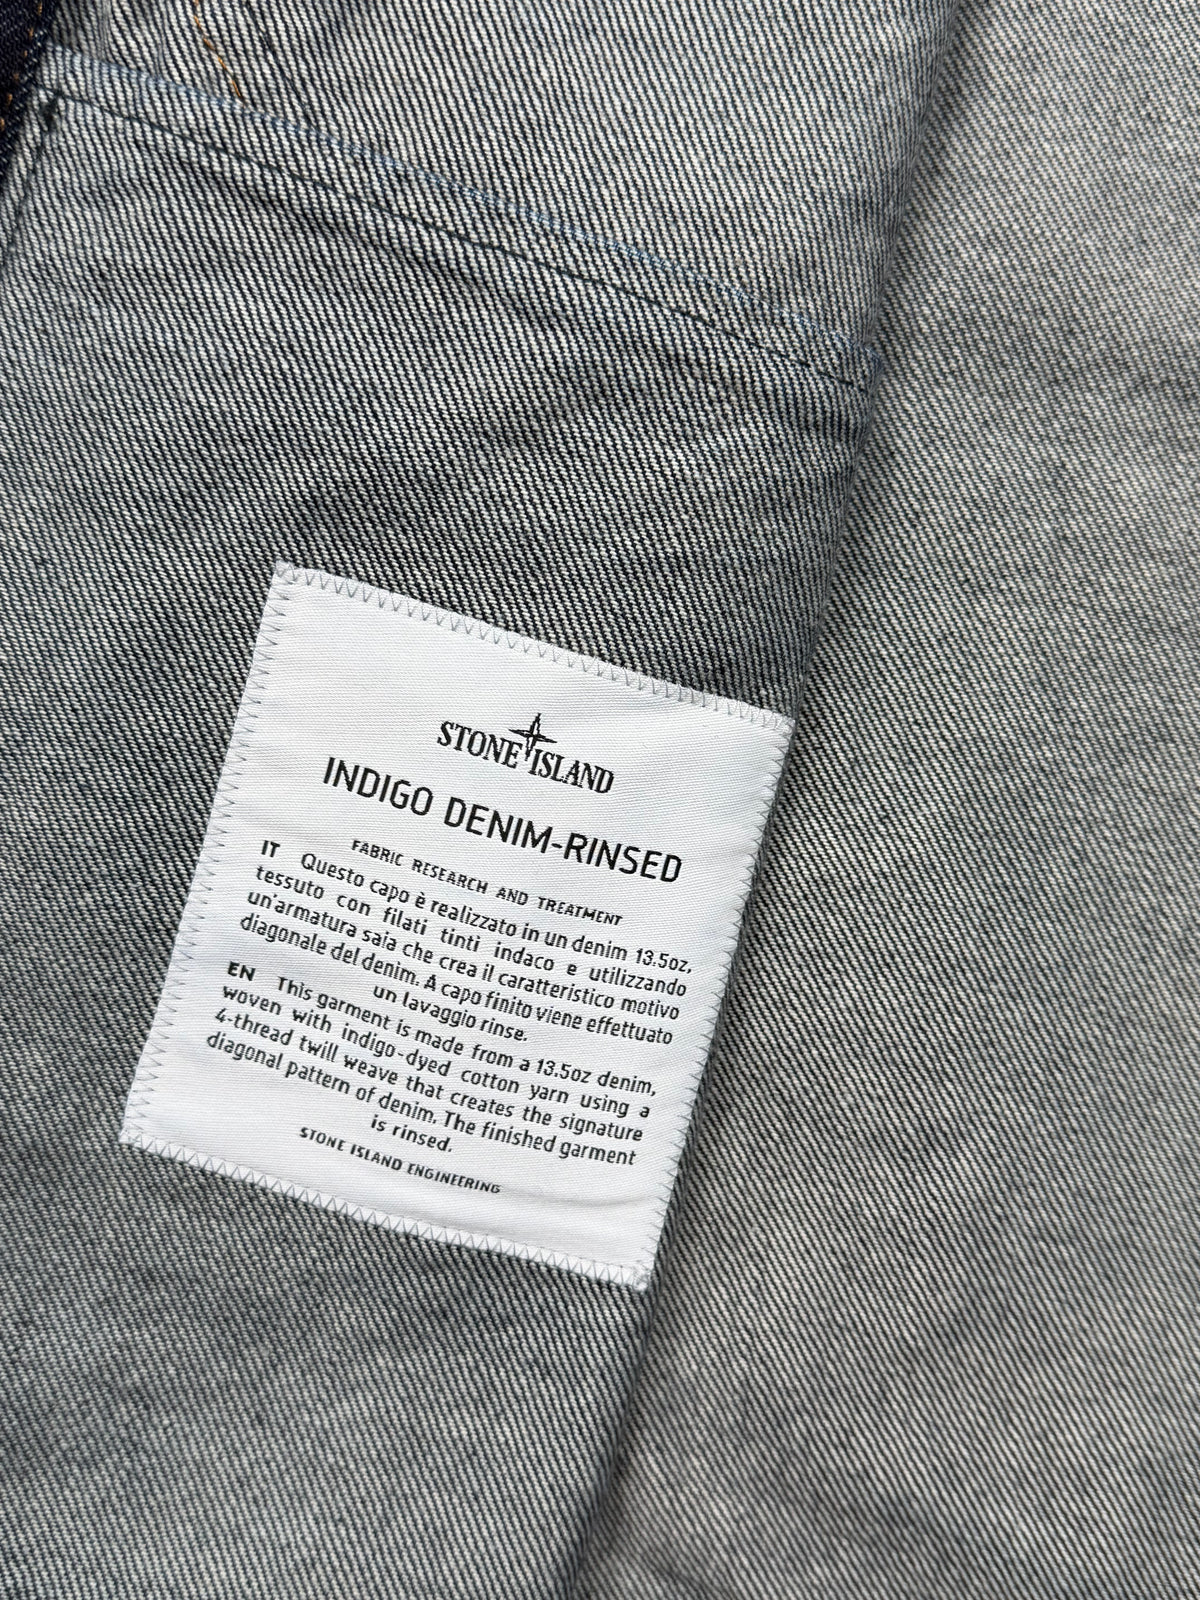 STONE ISLAND
INDIGO DENIM-RINSED
FABRIC RESEARCH AND TREATMENT
IT Questo capo è realizzato in un denim 13.5oz,
tessuto con filati tinti indaco e utilizzando
un'armatura saia che crea il caratteristico motivo
diagonale del denim. A capo finito viene effettuato
un lavaggio rinse.
EN This garment is made from a 13.5oz denim,
woven with indigo-dyed cotton yarn using a
4-thread twill weave that creates the signature
diagonal pattern of denim. The finished garment
is rinsed.
STONE ISLAND ENGINEERING